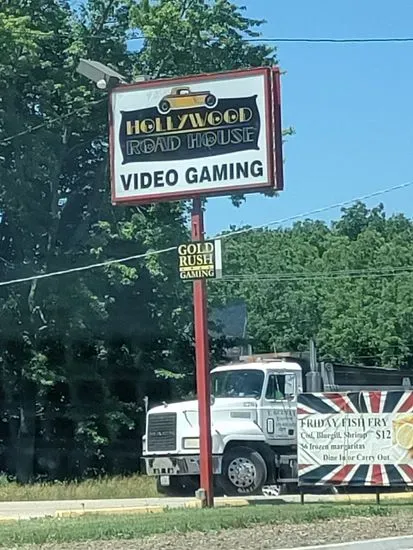 HOLLYWOOD
ROAD HOUSE
VIDEO GAMING
GOLD
RUSH
GAMING
FRIDAY FISH FRY $12
Cod, Bluegill, Shrimp
$6 frozen margaritas
Dine In or Carry Out